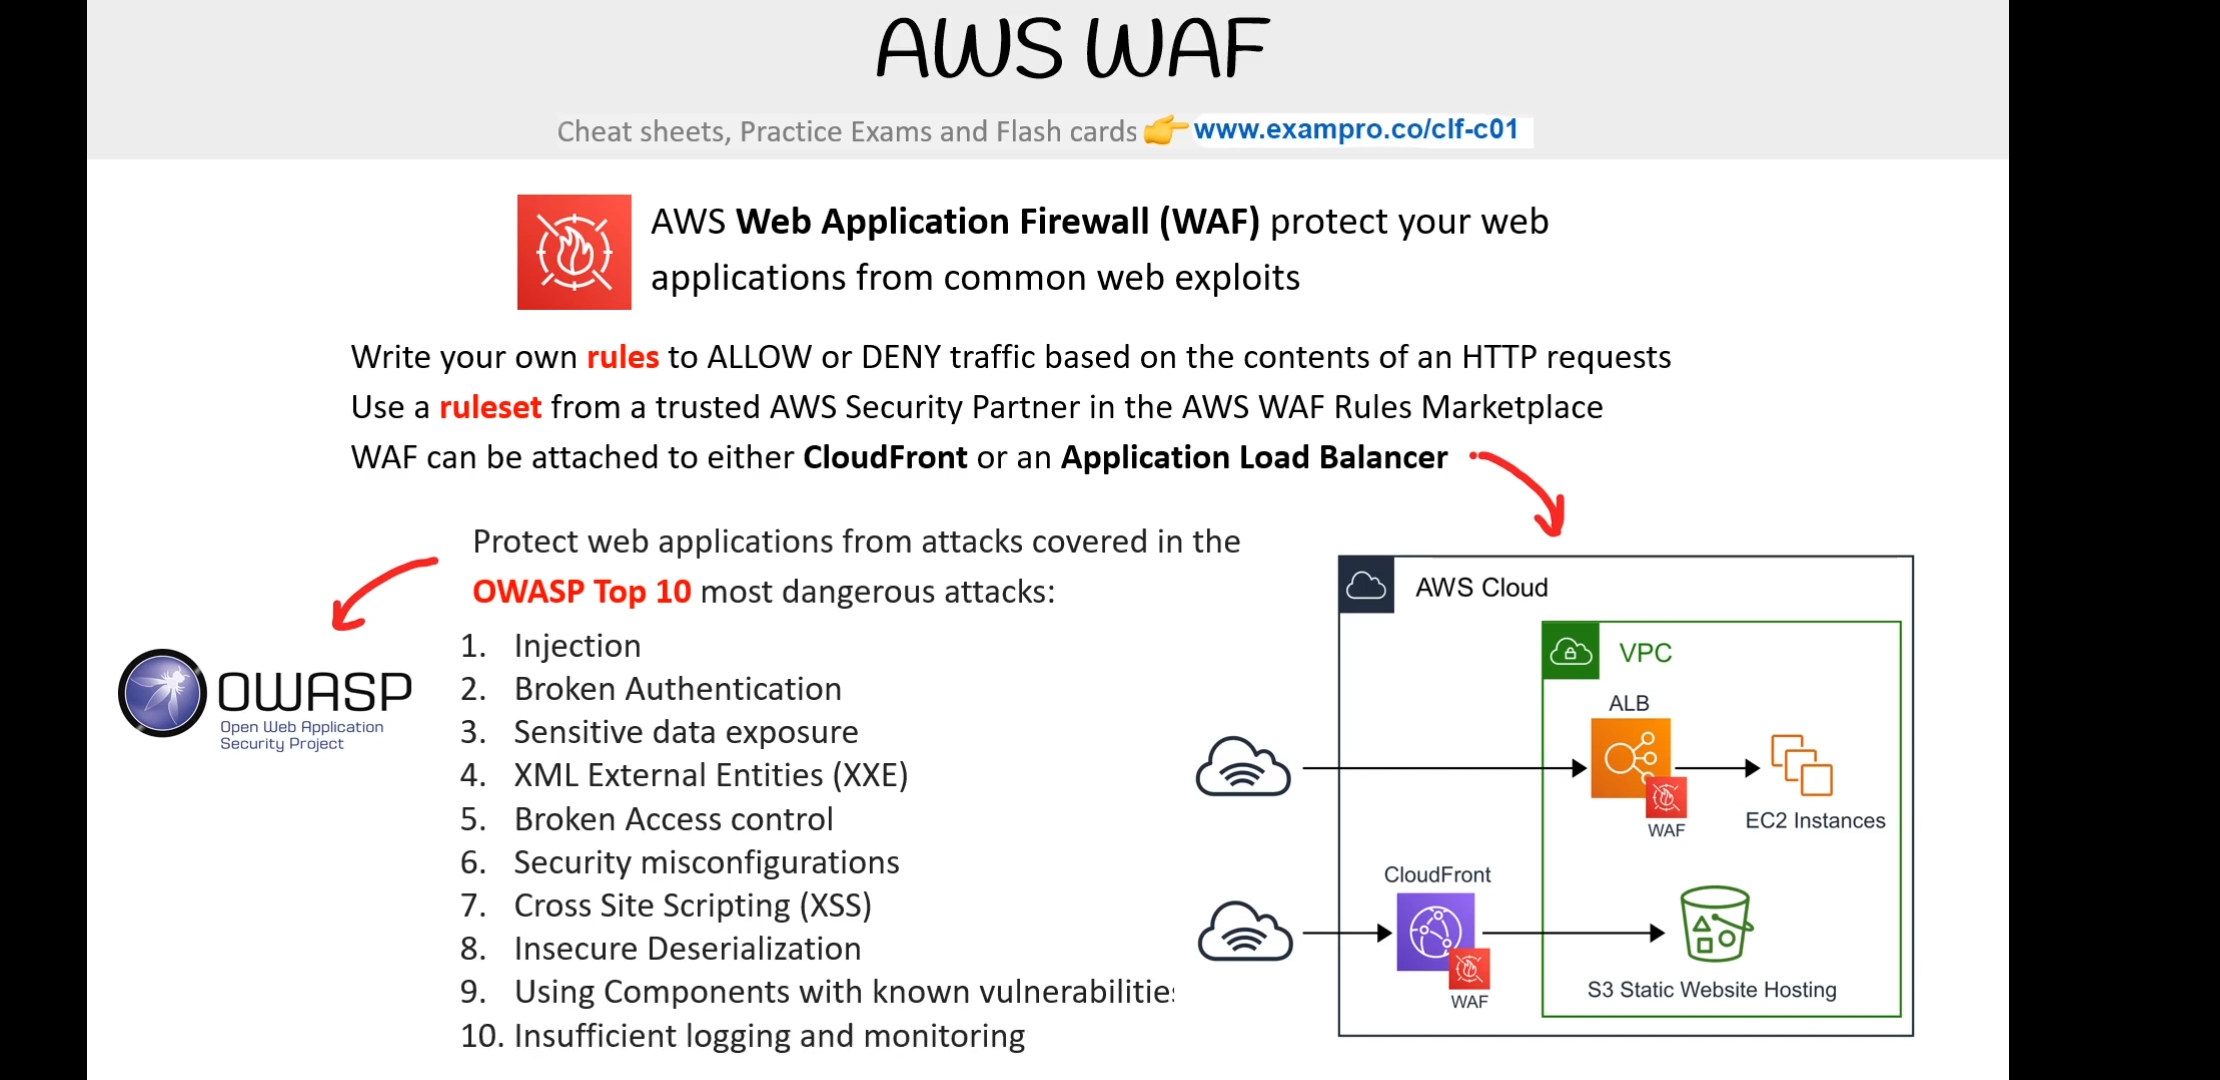 AWS WAF
Cheat sheets, Practice Exams and Flash cards 👉 www.exampro.co/clf-c01
AWS Web Application Firewall (WAF) protect your web
applications from common web exploits
Write your own rules to ALLOW or DENY traffic based on the contents of an HTTP requests
Use a ruleset from a trusted AWS Security Partner in the AWS WAF Rules Marketplace
WAF can be attached to either CloudFront or an Application Load Balancer
Protect web applications from attacks covered in the
OWASP Top 10 most dangerous attacks:
1. Injection
2. Broken Authentication
3. Sensitive data exposure
4. XML External Entities (XXE)
5. Broken Access control
6. Security misconfigurations
7. Cross Site Scripting (XSS)
8. Insecure Deserialization
9. Using Components with known vulnerabilities
10. Insufficient logging and monitoring
OWASP
Open Web Application
Security Project
AWS Cloud
VPC
ALB
WAF
EC2 Instances
CloudFront
WAF
S3 Static Website Hosting